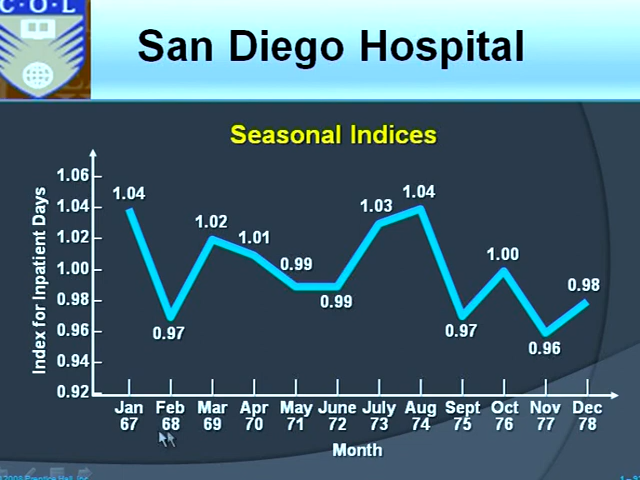 C·O·L
San Diego Hospital
Seasonal Indices
Index for Inpatient Days
1.06
1.04
1.02
1.00
0.98
0.96
0.94
0.92
1.04
0.97
1.02
1.01
0.99
0.99
1.03
1.04
0.97
1.00
0.96
0.98
Jan Feb Mar Apr May June July Aug Sept Oct Nov Dec
67 68 69 70 71 72 73 74 75 76 77 78
Month
Prentice Hall, Inc